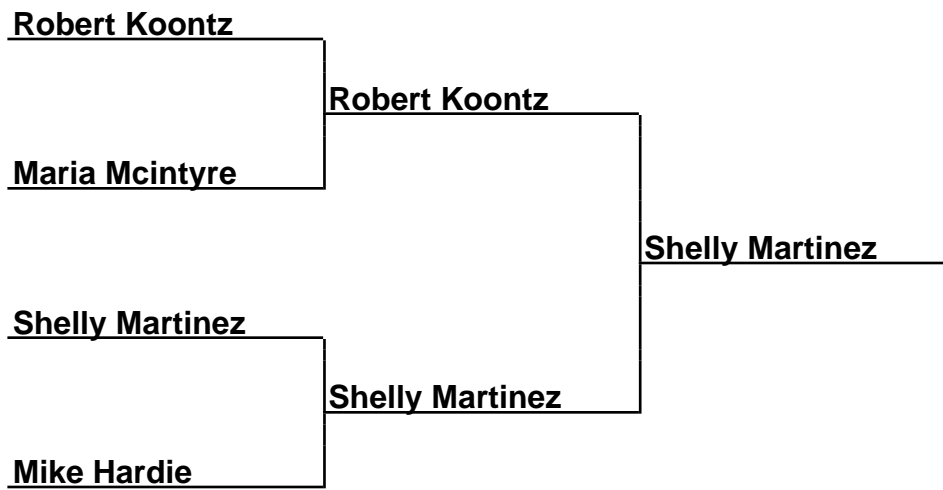 Robert Koontz
Robert Koontz
Maria Mcintyre
Shelly Martinez
Shelly Martinez
Shelly Martinez
Mike Hardie